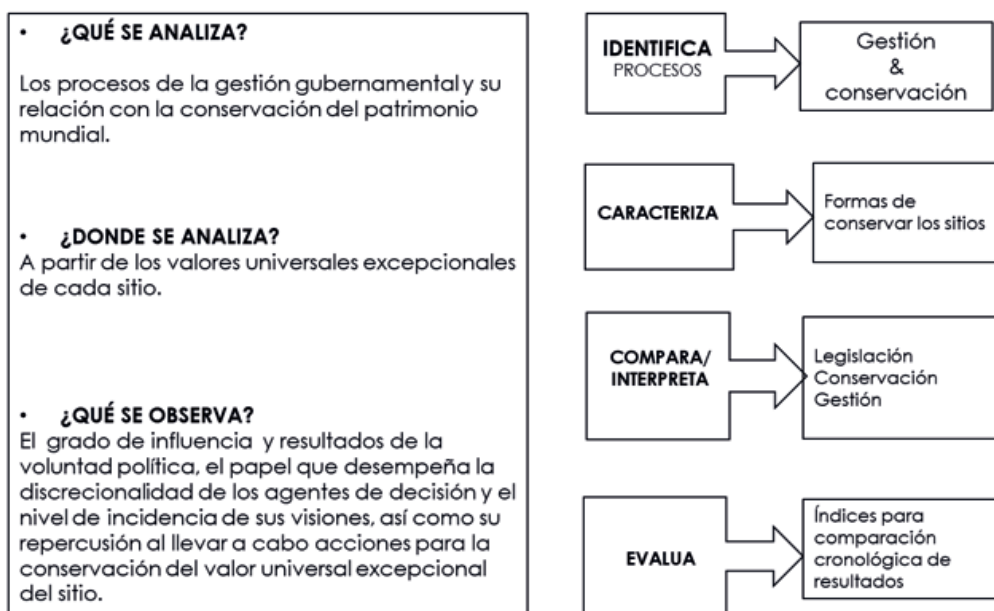 • ¿QUÉ SE ANALIZA?
Los procesos de la gestión gubernamental y su
relación con la conservación del patrimonio
mundial.
• ¿DONDE SE ANALIZA?
A partir de los valores universales excepcionales
de cada sitio.
• ¿QUÉ SE OBSERVA?
El grado de influencia y resultados de la
voluntad política, el papel que desempeña la
discrecionalidad de los agentes de decisión y el
nivel de incidencia de sus visiones, así como su
repercusión al llevar a cabo acciones para la
conservación del valor universal excepcional
del sitio.
IDENTIFICA
PROCESOS
Gestión
&
conservación
CARACTERIZA
Formas de
conservar los sitios
COMPARA/
INTERPRETA
Legislación
Conservación
Gestión
EVALUA
Índices para
comparación
cronológica de
resultados